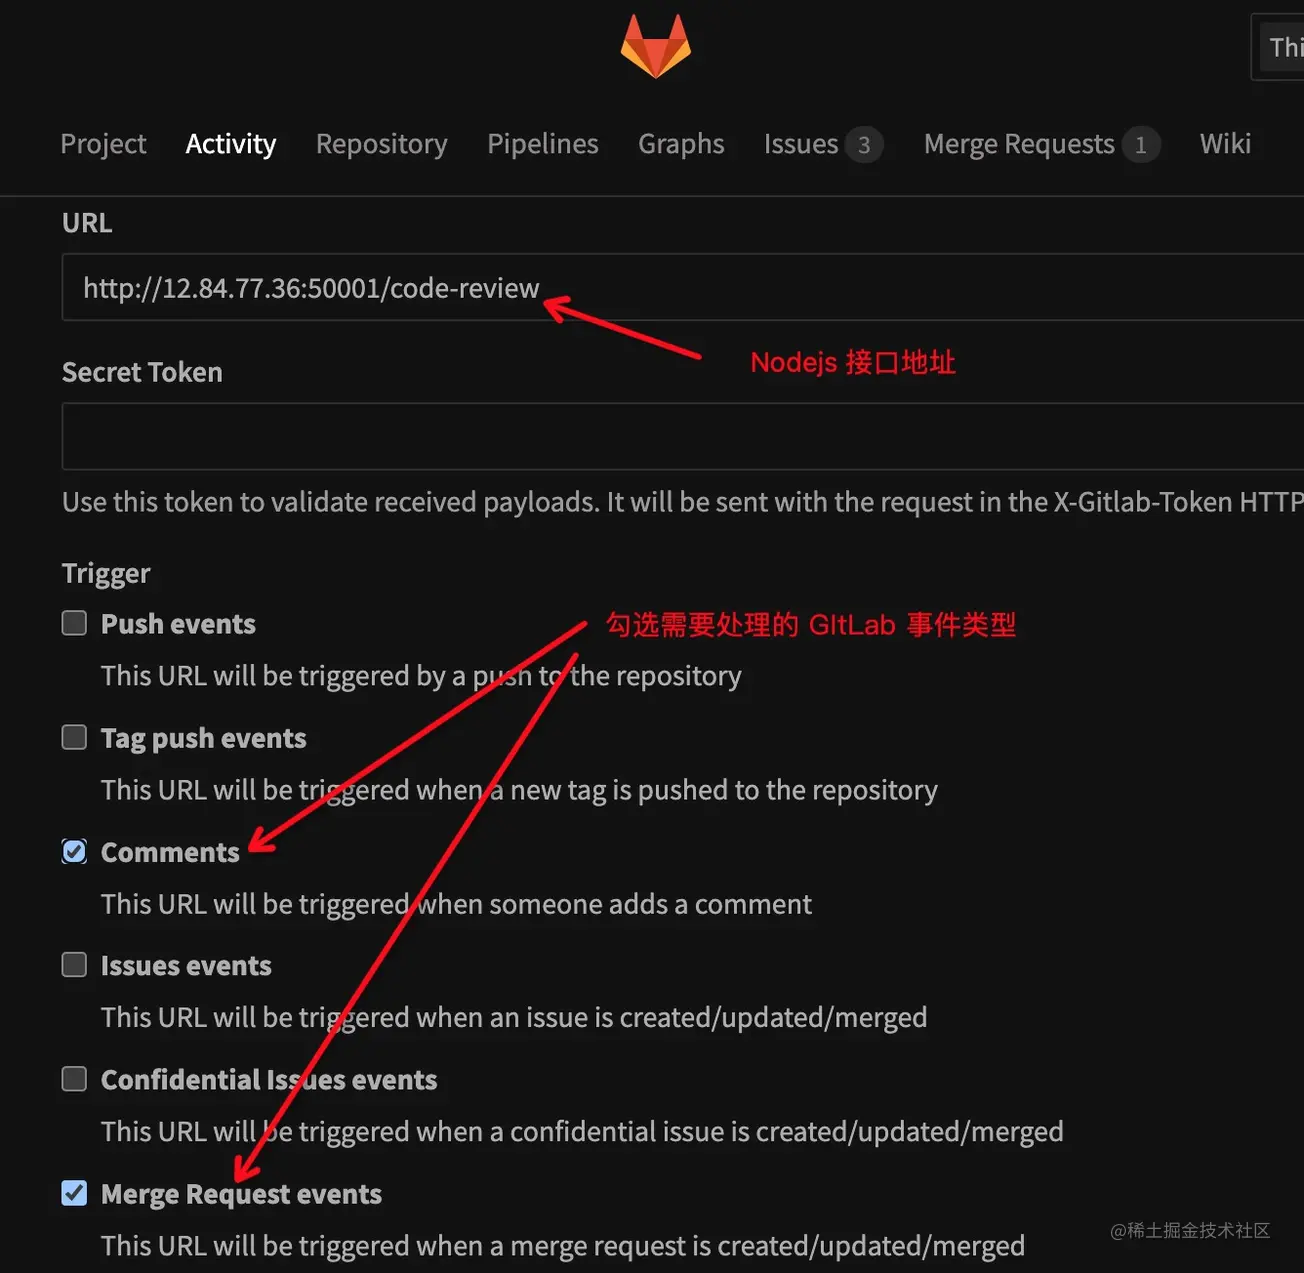 Thi
Project Activity Repository Pipelines Graphs Issues 3 Merge Requests 1 Wiki
URL
http://12.84.77.36:50001/code-review
Nodejs 接口地址
Secret Token
Use this token to validate received payloads. It will be sent with the request in the X-Gitlab-Token HTTP
Trigger
Push events
勾选需要处理的 GItLab 事件类型
This URL will be triggered by a push to the repository
Tag push events
This URL will be triggered when a new tag is pushed to the repository
Comments
This URL will be triggered when someone adds a comment
Issues events
This URL will be triggered when an issue is created/updated/merged
Confidential Issues events
This URL will be triggered when a confidential issue is created/updated/merged
Merge Request events
This URL will be triggered when a merge request is created/updated/merged
@稀土掘金技术社区